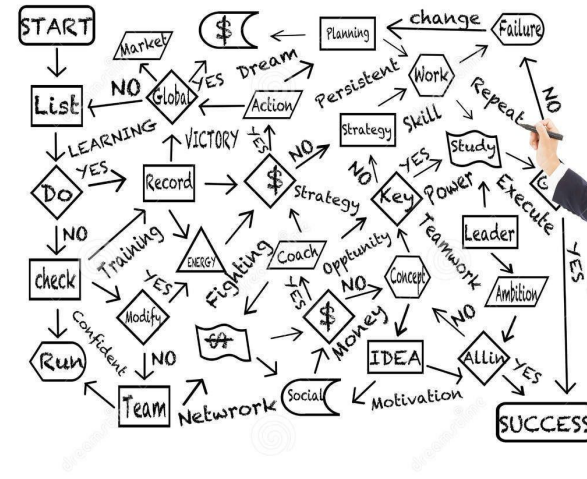 START
Market
$
Planning
change
Failure
List
NO
Global
YES
Dream
Action
Persistent
Work
Repeat
NO
LEARNING
VICTORY
YES
NO
Strategy
Skill
Study
Do
YES
Record
$
Strategy
NO
Key
YES
Power
Execute
NO
Training
ENERGY
Fighting
Coach
Opptunity
Teamwork
Leader
YES
check
YES
Modify
YES
$
NO
Concept
Ambition
Confident
$
Money
NO
Run
NO
IDEA
Allin
YES
Team
Netwrork
Social
Motivation
SUCCESS